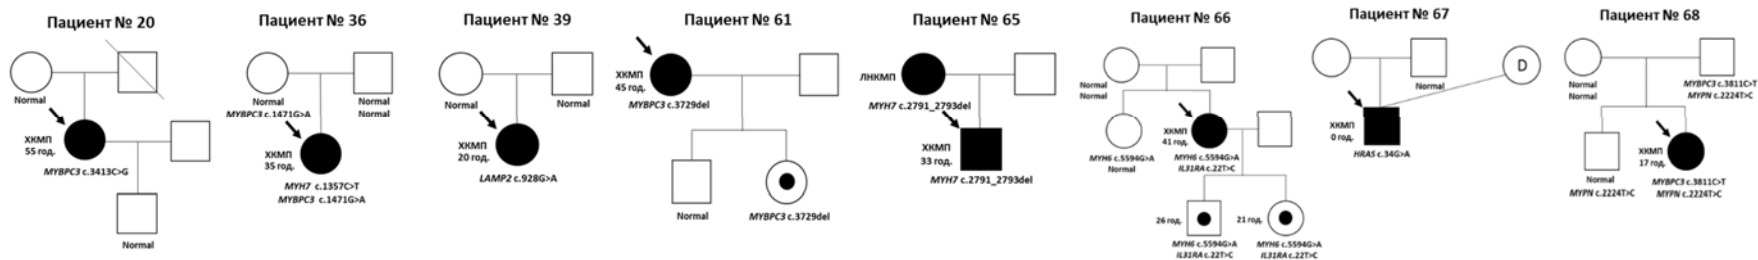 Пациент № 20
Normal
ХКМП
55 год.
MYBPC3 c.3413C>G
Normal
Пациент № 36
Normal
MYBPC3 c.1471G>A
Normal
Normal
ХКМП
35 год.
MYH7 c.1357C>T
MYBPC3 c.1471G>A
Пациент № 39
Normal
Normal
ХКМП
20 год.
LAMP2 c.928G>A
Пациент № 61
ХКМП
45 год.
MYBPC3 c.3729del
Normal
MYBPC3 c.3729del
Пациент № 65
ЛНКМП
MYH7 c.2791_2793del
ХКМП
33 год.
MYH7 c.2791_2793del
Пациент № 66
Normal
Normal
MYH6 c.5594G>A
Normal
ХКМП
41 год.
MYH6 c.5594G>A
IL31RA c.22T>C
26 год.
MYH6 c.5594G>A
IL31RA c.22T>C
21 год.
MYH6 c.5594G>A
IL31RA c.22T>C
Пациент № 67
Normal
D
ХКМП
0 год.
HRAS c.34G>A
Пациент № 68
Normal
Normal
MYBPC3 c.3811C>T
MYPN c.2224T>C
Normal
MYPN c.2224T>C
ХКМП
17 год.
MYBPC3 c.3811C>T
MYPN c.2224T>C